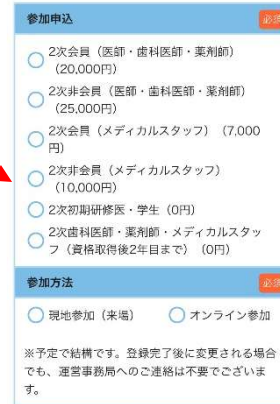 参加申込
必須
2次会員（医師・歯科医師・薬剤師）
（20,000円）
2次非会員（医師・歯科医師・薬剤師）
（25,000円）
2次会員（メディカルスタッフ）（7,000
円）
2次非会員（メディカルスタッフ）
（10,000円）
2次初期研修医・学生（0円）
2次歯科医師・薬剤師・メディカルスタッ
フ（資格取得後2年目まで）（0円）
参加方法
必須
現地参加（来場）
オンライン参加
※予定で結構です。登録完了後に変更される場合
でも、運営事務局へのご連絡は不要でございま
す。